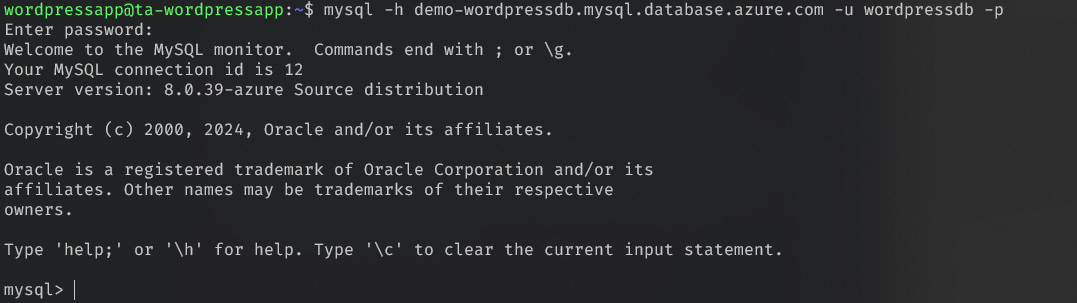 wordpressapp@ta-wordpressapp:~$ mysql -h demo-wordpressdb.mysql.database.azure.com -u wordpressdb -p
Enter password:
Welcome to the MySQL monitor.  Commands end with ; or \g.
Your MySQL connection id is 12
Server version: 8.0.39-azure Source distribution
Copyright (c) 2000, 2024, Oracle and/or its affiliates.
Oracle is a registered trademark of Oracle Corporation and/or its
affiliates. Other names may be trademarks of their respective
owners.
Type 'help;' or '\h' for help. Type '\c' to clear the current input statement.
mysql>